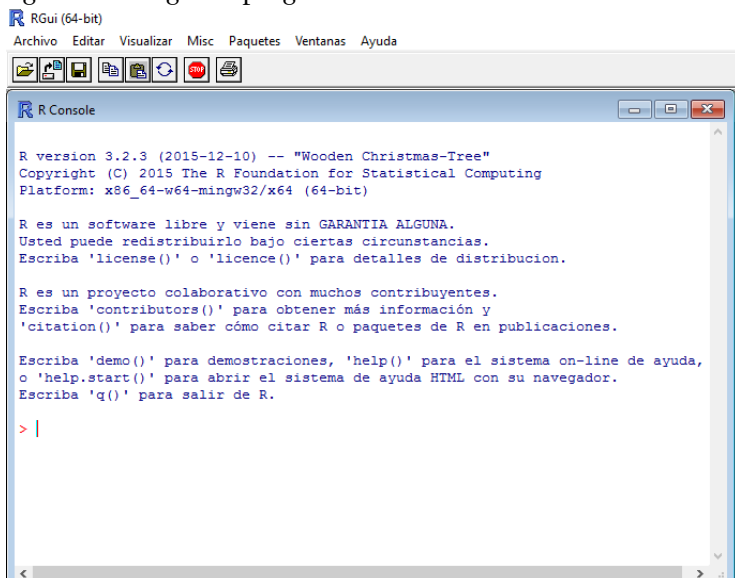 RGui (64-bit)
Archivo Editar Visualizar Misc Paquetes Ventanas Ayuda
STOP
R Console
R version 3.2.3 (2015-12-10) -- "Wooden Christmas-Tree"
Copyright (C) 2015 The R Foundation for Statistical Computing
Platform: x86_64-w64-mingw32/x64 (64-bit)
R es un software libre y viene sin GARANTIA ALGUNA.
Usted puede redistribuirlo bajo ciertas circunstancias.
Escriba 'license()' o 'licence()' para detalles de distribucion.
R es un proyecto colaborativo con muchos contribuyentes.
Escriba 'contributors()' para obtener más información y
'citation()' para saber cómo citar R o paquetes de R en publicaciones.
Escriba 'demo()' para demostraciones, 'help()' para el sistema on-line de ayuda,
o 'help.start()' para abrir el sistema de ayuda HTML con su navegador.
Escriba 'q()' para salir de R.
>